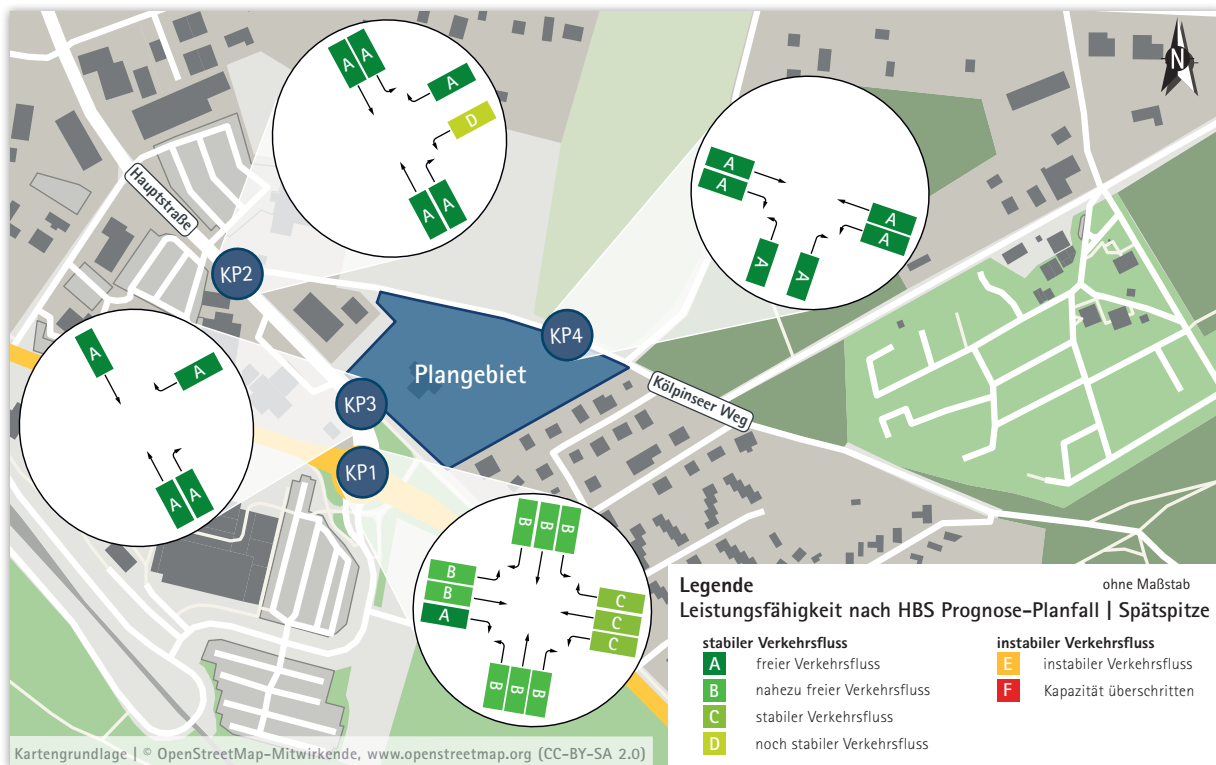 N
A A
A
D
A A
Hauptstraße
KP2
A
A
A
A
A A
KP4
A
A
A A
KP3
Plangebiet
Kölpinseer Weg
KP1
B B B
B
B
A
C
C
C
B B B
Legende
ohne Maßstab
Leistungsfähigkeit nach HBS Prognose-Planfall | Spätspitze
stabiler Verkehrsfluss
A freier Verkehrsfluss
B nahezu freier Verkehrsfluss
C stabiler Verkehrsfluss
D noch stabiler Verkehrsfluss
instabiler Verkehrsfluss
E instabiler Verkehrsfluss
F Kapazität überschritten
Kartengrundlage | © OpenStreetMap-Mitwirkende, www.openstreetmap.org (CC-BY-SA 2.0)